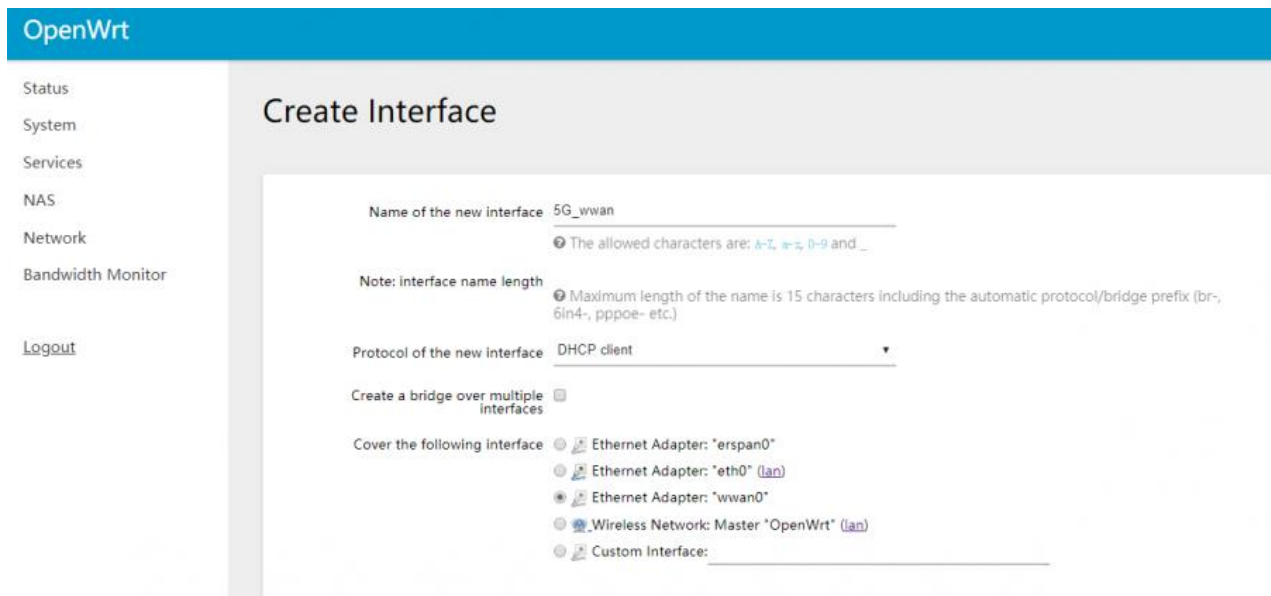 OpenWrt
Status
System
Services
NAS
Network
Bandwidth Monitor
Logout
Create Interface
Name of the new interface 5G_wwan
The allowed characters are: A-Z, a-z, 0-9 and _
Note: interface name length
Maximum length of the name is 15 characters including the automatic protocol/bridge prefix (br-,
6in4-, pppoe- etc.)
Protocol of the new interface DHCP client
Create a bridge over multiple
interfaces
Cover the following interface Ethernet Adapter: "erspan0"
Ethernet Adapter: "eth0" (lan)
Ethernet Adapter: "wwan0"
Wireless Network: Master "OpenWrt" (lan)
Custom Interface: